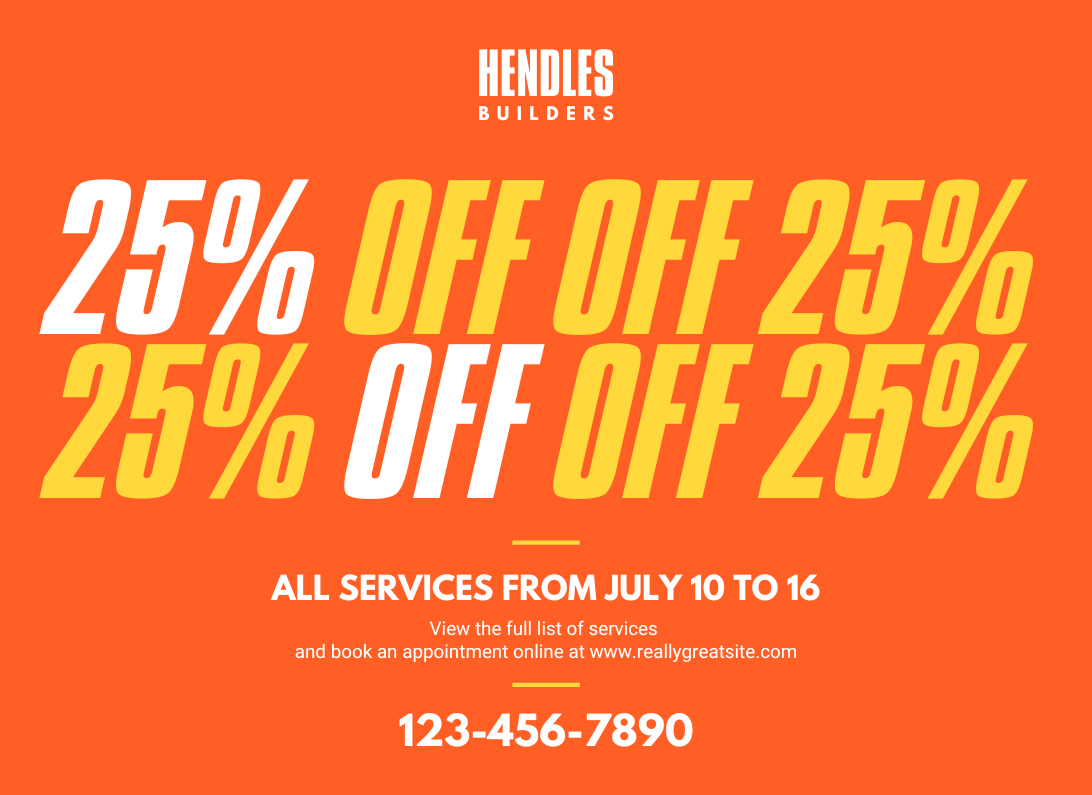 HENDLES
BUILDERS
25% OFF OFF 25%
25% OFF OFF 25%
ALL SERVICES FROM JULY 10 TO 16
View the full list of services
and book an appointment online at www.reallygreatsite.com
123-456-7890